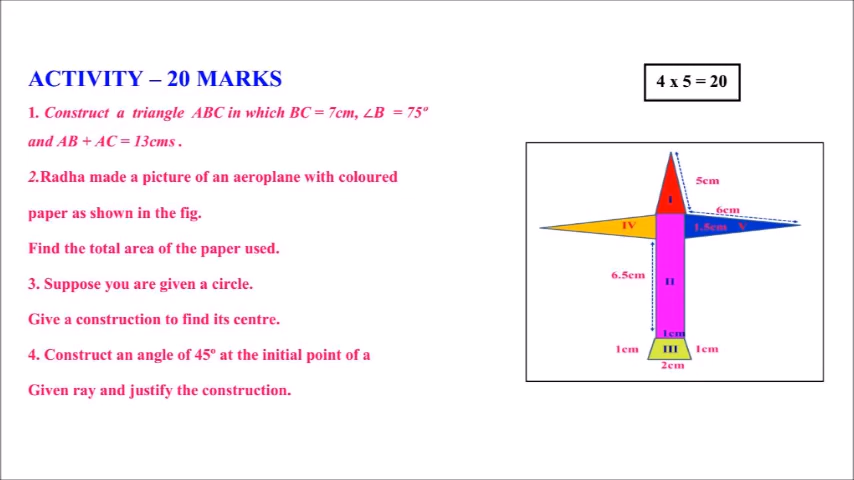 ACTIVITY – 20 MARKS
4 x 5 = 20
1. Construct a triangle ABC in which BC = 7cm, ∠B = 75º
and AB + AC = 13cms .
2.Radha made a picture of an aeroplane with coloured
paper as shown in the fig.
Find the total area of the paper used.
3. Suppose you are given a circle.
Give a construction to find its centre.
4. Construct an angle of 45º at the initial point of a
Given ray and justify the construction.
5cm
I
6cm
IV
1.5cm V
6.5cm
II
1cm
1cm
III
1cm
2cm